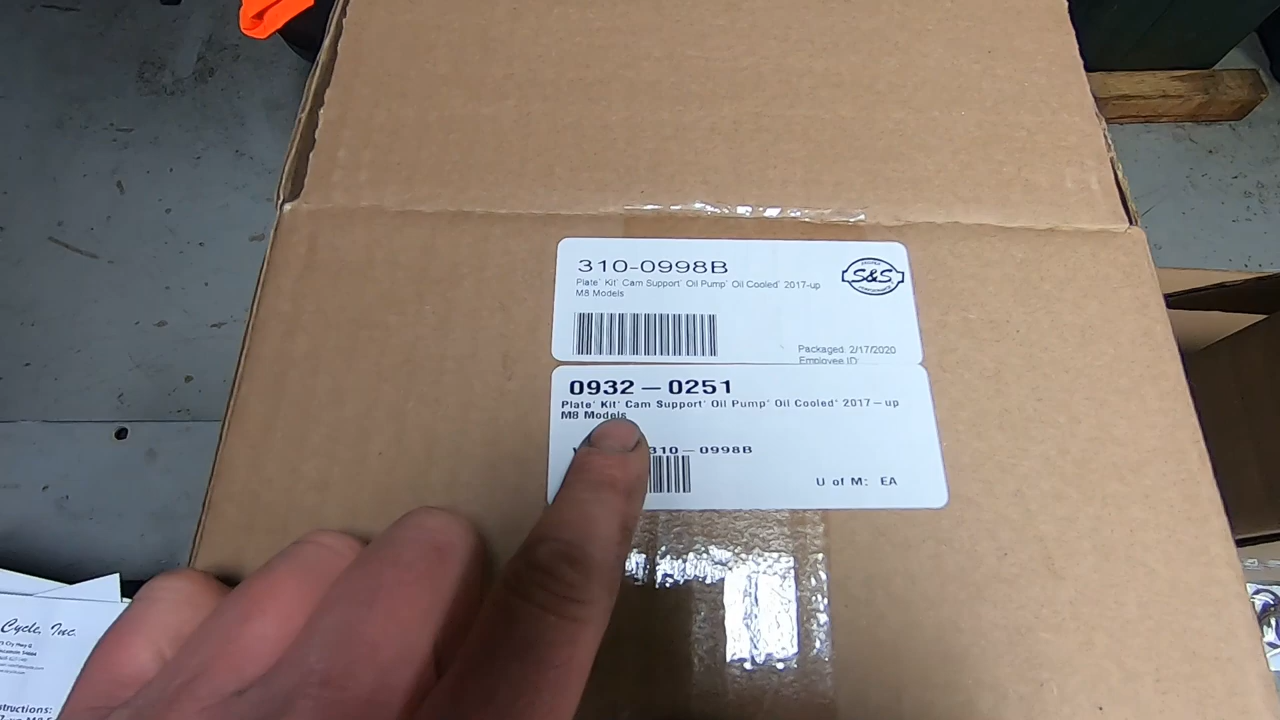 310-0998B
Plate' Kit' Cam Support' Oil Pump' Oil Cooled' 2017-up
M8 Models
S&S
Packaged: 2/17/2020
Employee ID:
0932-0251
Plate' Kit' Cam Support' Oil Pump' Oil Cooled' 2017-up
M8 Models
310-0998B
U of M: EA
Cycle, Inc.